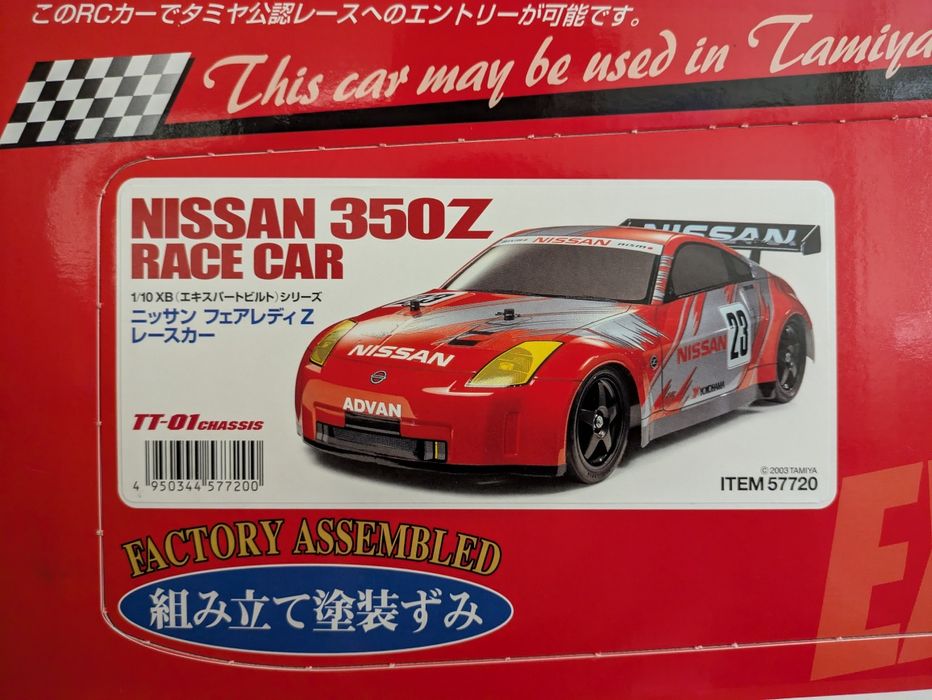 このRCカーでタミヤ公認レースへのエントリーが可能です。
This car may be used in Tamiya
NISSAN 350Z
RACE CAR
1/10 XB（エキスパートビルト）シリーズ
ニッサン フェアレディ Z
レースカー
NISSAN nismo
NISSAN
23
NISSAN
ADVAN
NISSAN
23
YOKOHAMA
TT-01 CHASSIS
4 950344 577200
© 2003 TAMIYA
ITEM 57720
FACTORY ASSEMBLED
組み立て塗装ずみ